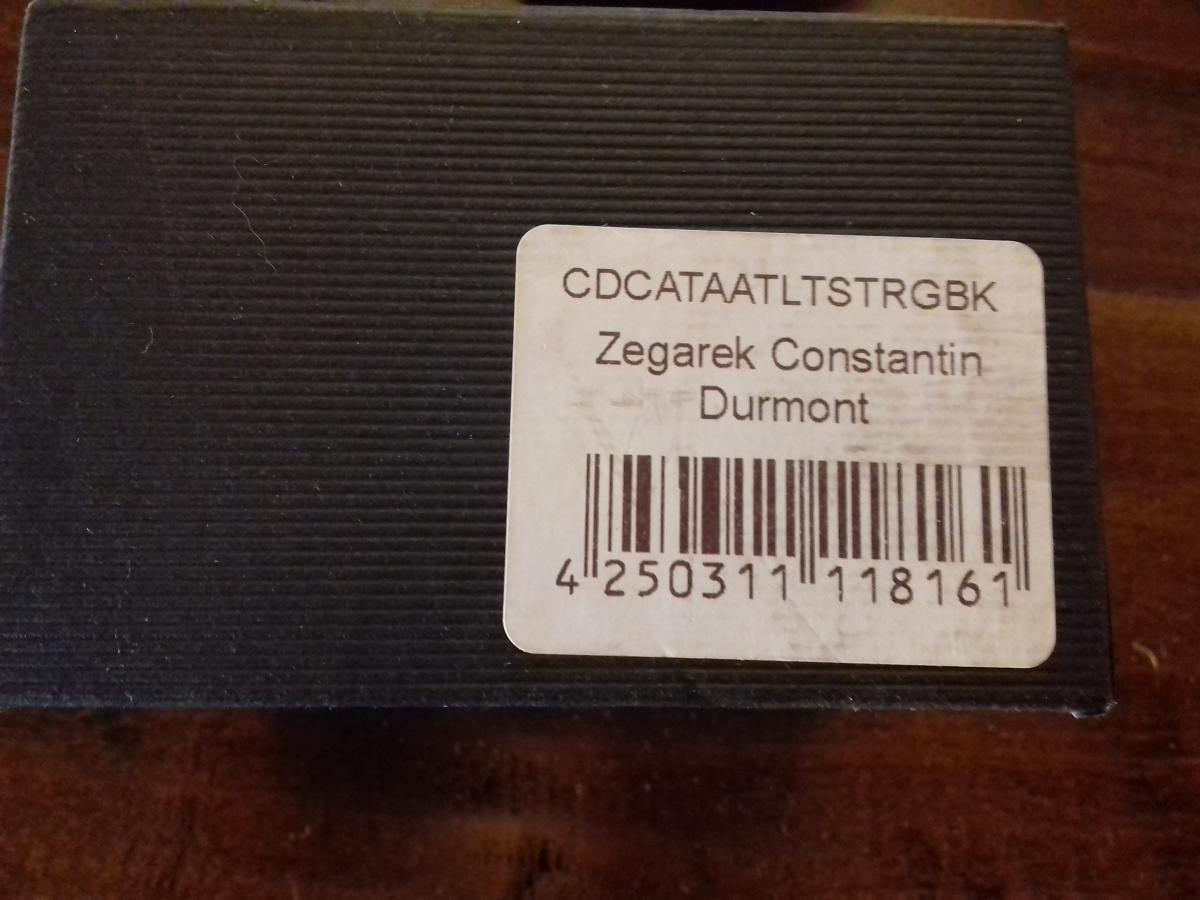 CDCATAATLTSTRGBK
Zegarek Constantin
Durmont
4 250311 118161